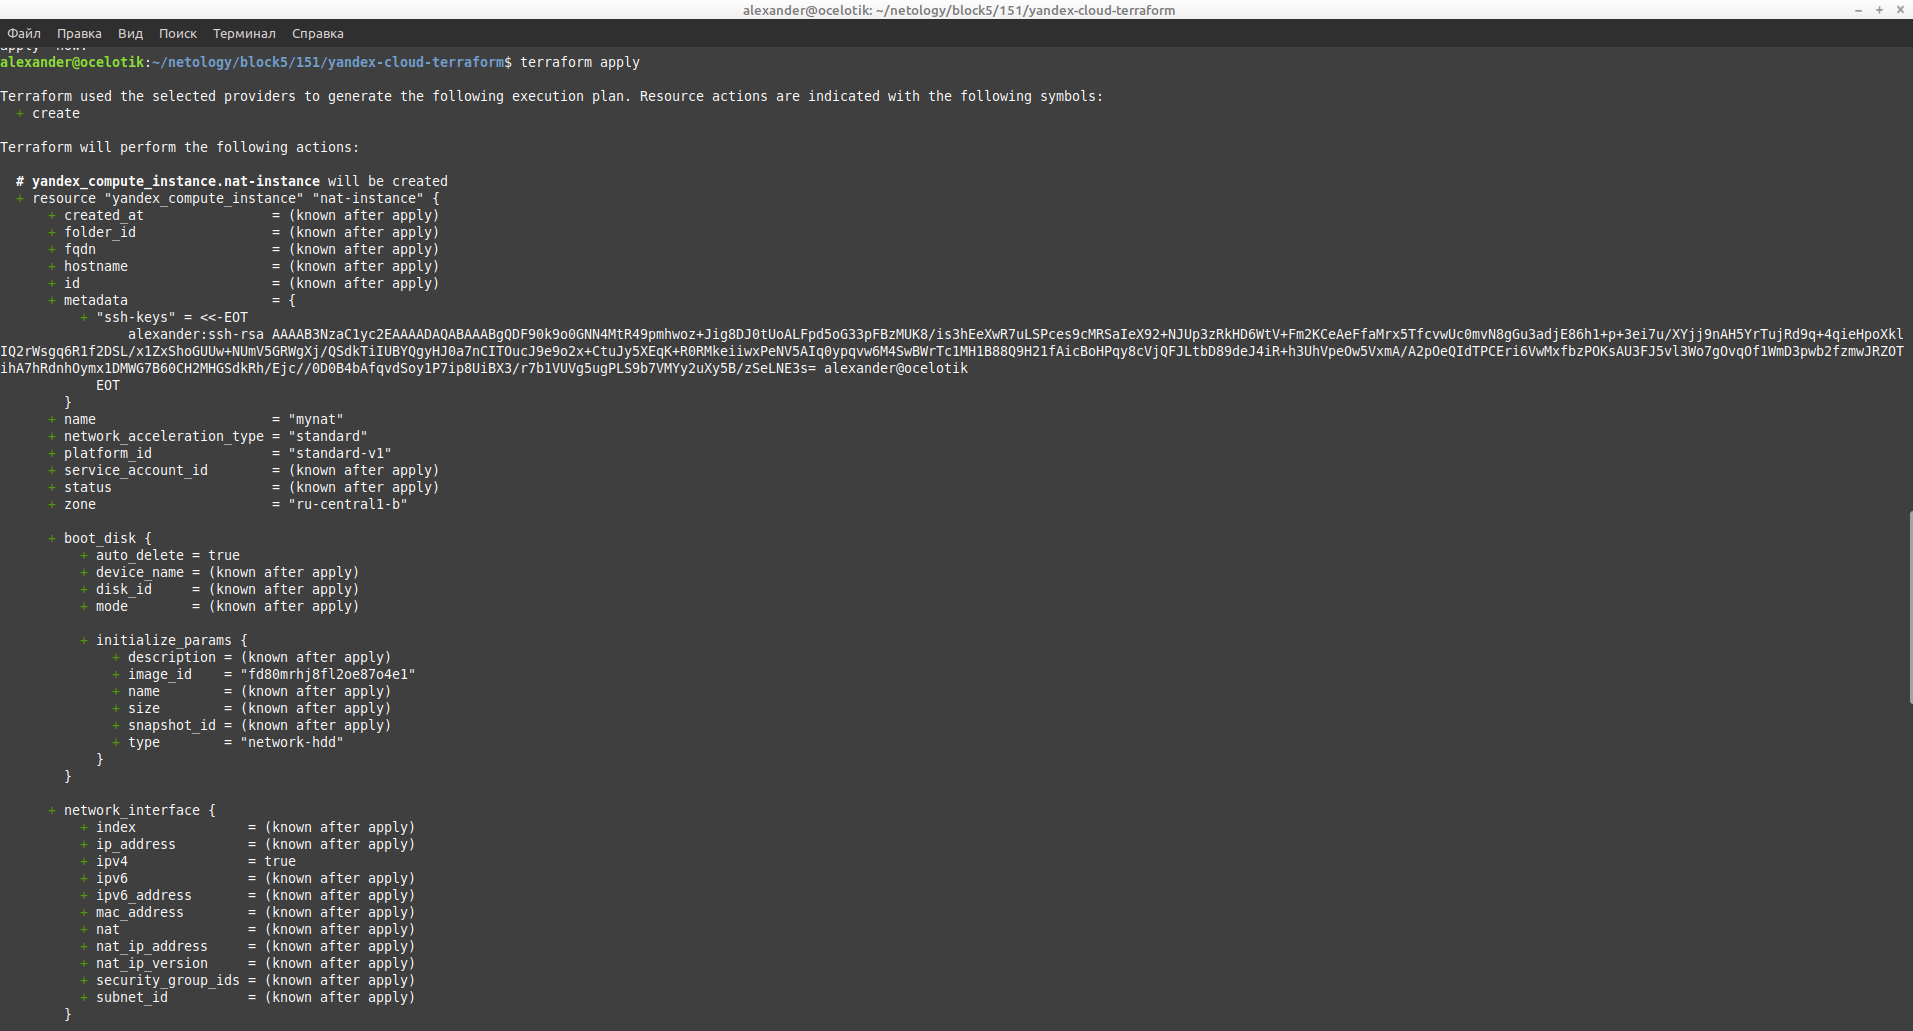 alexander@ocelotik: ~/netology/block5/151/yandex-cloud-terraform
Файл Правка Вид Поиск Терминал Справка
alexander@ocelotik:~/netology/block5/151/yandex-cloud-terraform$ terraform apply
Terraform used the selected providers to generate the following execution plan. Resource actions are indicated with the following symbols:
+ create
Terraform will perform the following actions:
# yandex_compute_instance.nat-instance will be created
+ resource "yandex_compute_instance" "nat-instance" {
+ created_at = (known after apply)
+ folder_id = (known after apply)
+ fqdn = (known after apply)
+ hostname = (known after apply)
+ id = (known after apply)
+ metadata = {
+ "ssh-keys" = <<-EOT
alexander:ssh-rsa AAAAB3NzaC1yc2EAAAADAQABAAABgQDF90k9o0GNN4MtR49pmhwoz+Jig8DJ0tUoALFpd5oG33pFBzMUK8/is3hEeXwR7uLSPces9cMRSaIeX92+NJUp3zRkHD6WtV+Fm2KCeAeFfaMrx5TfcvwUc0mvN8gGu3adjE86h1+p+3ei7u/XYjj9nAH5YrTujRd9q+4qieHpoXkl
IQ2rWsgq6R1f2DSL/x1ZxShoGUUw+NUmV5GRWgXj/QSdkTiIUBYQgyHJ0a7nCITOucJ9e9o2x+CtuJy5XEqK+R0RMkeiiwxPeNV5AIq0ypqvw6M4SwBWrTc1MH1B88Q9H21fAicBoHPqy8cVjQFJLtbD89deJ4iR+h3UhVpeOw5VxmA/A2pOeQIdTPCEri6VwMxfbzPOKsAU3FJ5vl3Wo7gOvqOf1WmD3pwb2fzmwJRZOT
ihA7hRdnhOymx1DMWG7B60CH2MHGSdkRh/Ejc//0D0B4bAfqvdSoy1P7ip8UiBX3/r7b1VUVg5ugPLS9b7VMYy2uXy5B/zSeLNE3s= alexander@ocelotik
EOT
}
+ name = "mynat"
+ network_acceleration_type = "standard"
+ platform_id = "standard-v1"
+ service_account_id = (known after apply)
+ status = (known after apply)
+ zone = "ru-central1-b"
+ boot_disk {
+ auto_delete = true
+ device_name = (known after apply)
+ disk_id = (known after apply)
+ mode = (known after apply)
+ initialize_params {
+ description = (known after apply)
+ image_id = "fd80mrhj8fl2oe87o4e1"
+ name = (known after apply)
+ size = (known after apply)
+ snapshot_id = (known after apply)
+ type = "network-hdd"
}
}
+ network_interface {
+ index = (known after apply)
+ ip_address = (known after apply)
+ ipv4 = true
+ ipv6 = (known after apply)
+ ipv6_address = (known after apply)
+ mac_address = (known after apply)
+ nat = (known after apply)
+ nat_ip_address = (known after apply)
+ nat_ip_version = (known after apply)
+ security_group_ids = (known after apply)
+ subnet_id = (known after apply)
}